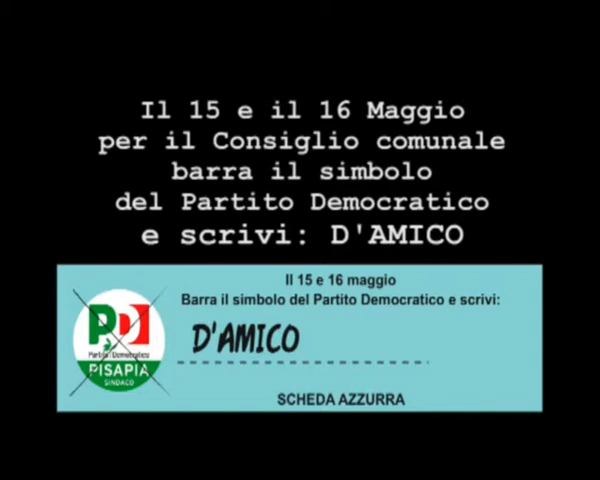 Il 15 e il 16 Maggio
per il Consiglio comunale
barra il simbolo
del Partito Democratico
e scrivi: D'AMICO
Il 15 e 16 maggio
Barra il simbolo del Partito Democratico e scrivi:
PD
Partito Democratico
PISAPIA
SINDACO
D'AMICO
SCHEDA AZZURRA